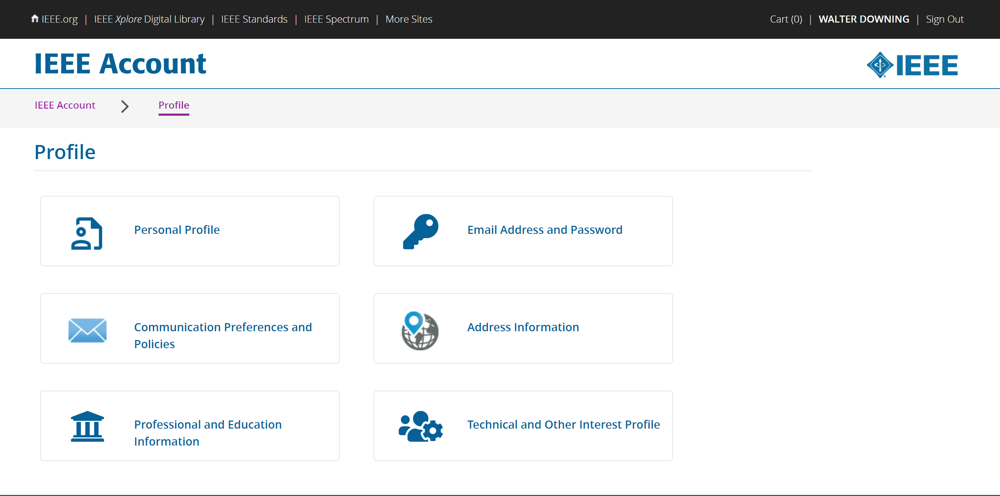 IEEE.org | IEEE Xplore Digital Library | IEEE Standards | IEEE Spectrum | More Sites
Cart (0) | WALTER DOWNING | Sign Out
IEEE Account
IEEE
IEEE Account
Profile
Profile
Personal Profile
Email Address and Password
Communication Preferences and
Policies
Address Information
Professional and Education
Information
Technical and Other Interest Profile